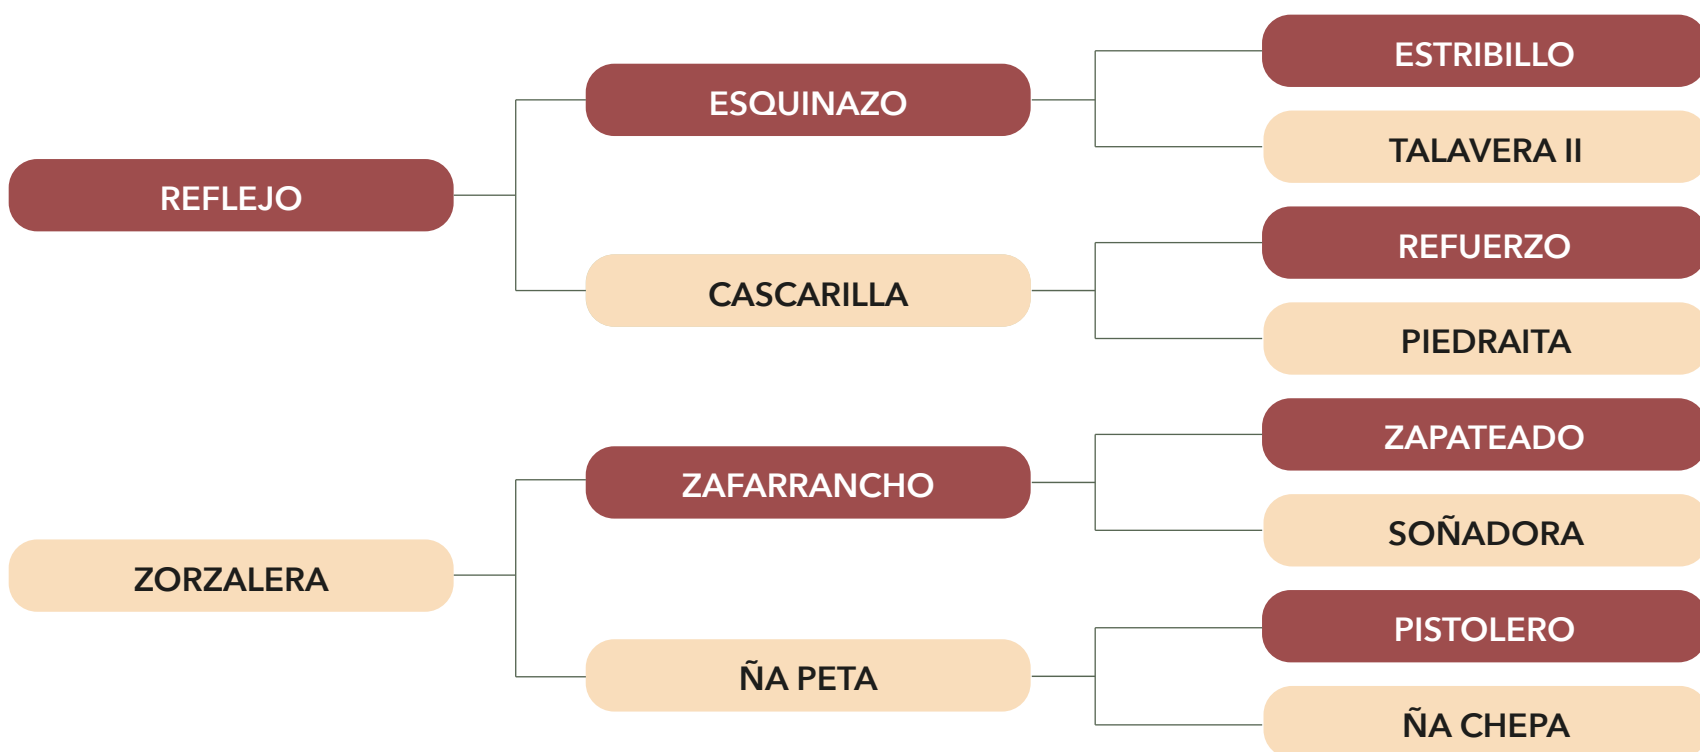 REFLEJO
ESQUINAZO
ESTRIBILLO
TALAVERA II
CASCARILLA
REFUERZO
PIEDRAITA
ZORZALERA
ZAFARRANCHO
ZAPATEADO
SOÑADORA
ÑA PETA
PISTOLERO
ÑA CHEPA